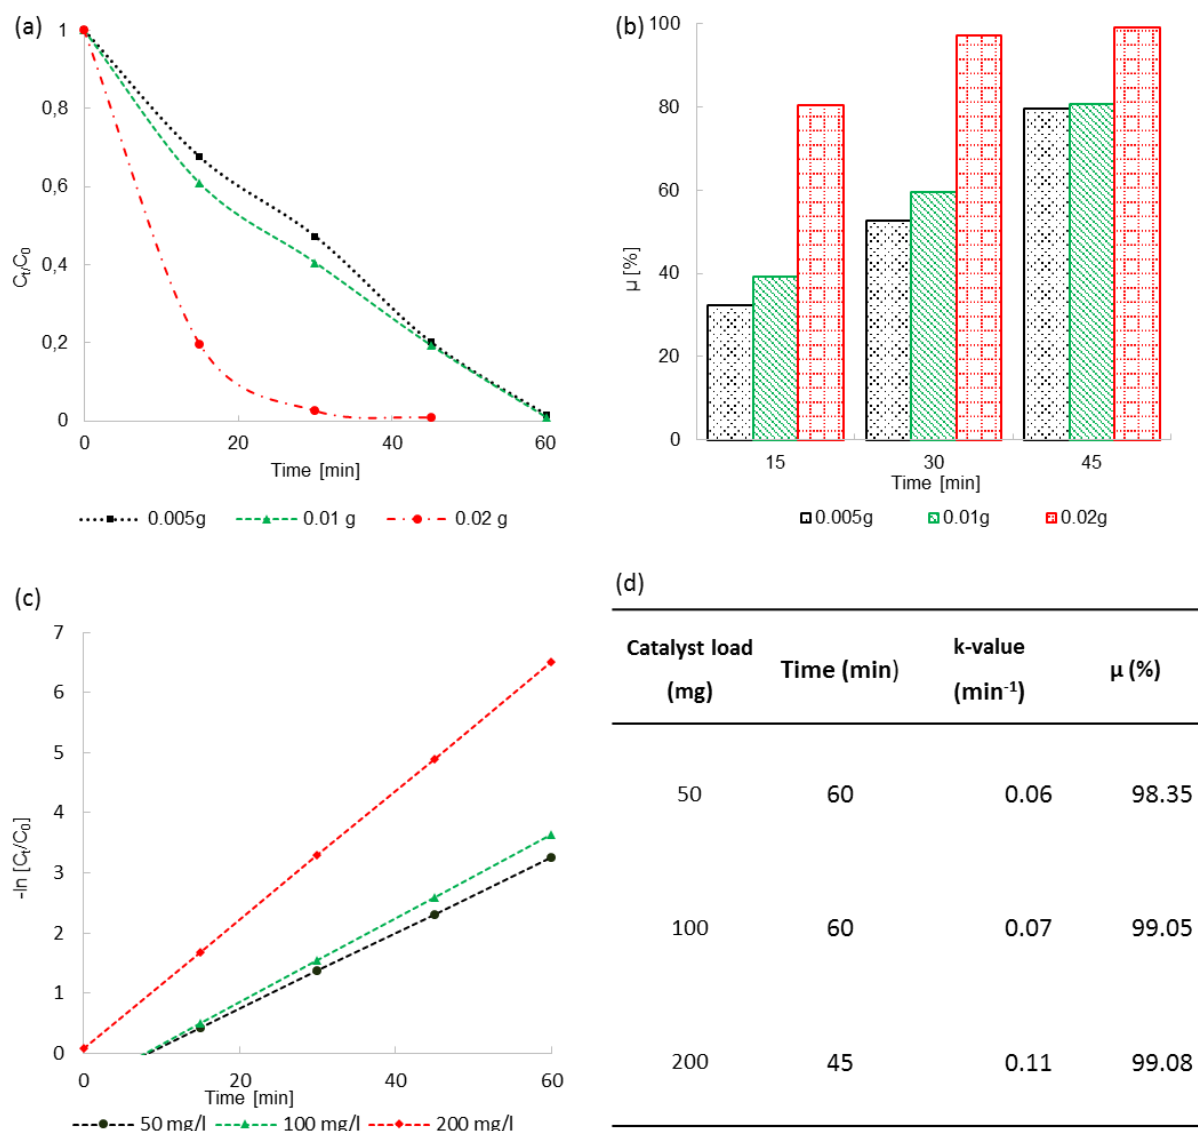 (a)
1
0,8
0,6
0,4
0,2
0
Cₜ/C₀
0 20 40 60
Time [min]
0.005g 0.01 g 0.02 g
(b)
100
80
60
40
20
0
µ [%]
15 30 45
Time [min]
0.005g 0.01g 0.02g
(c)
7
6
5
4
3
2
1
0
-ln [Cₜ/C₀]
0 20 40 60
Time [min]
50 mg/l 100 mg/l 200 mg/l
(d)
Catalyst load (mg) Time (min) k-value (min⁻¹) µ (%)
50 60 0.06 98.35
100 60 0.07 99.05
200 45 0.11 99.08